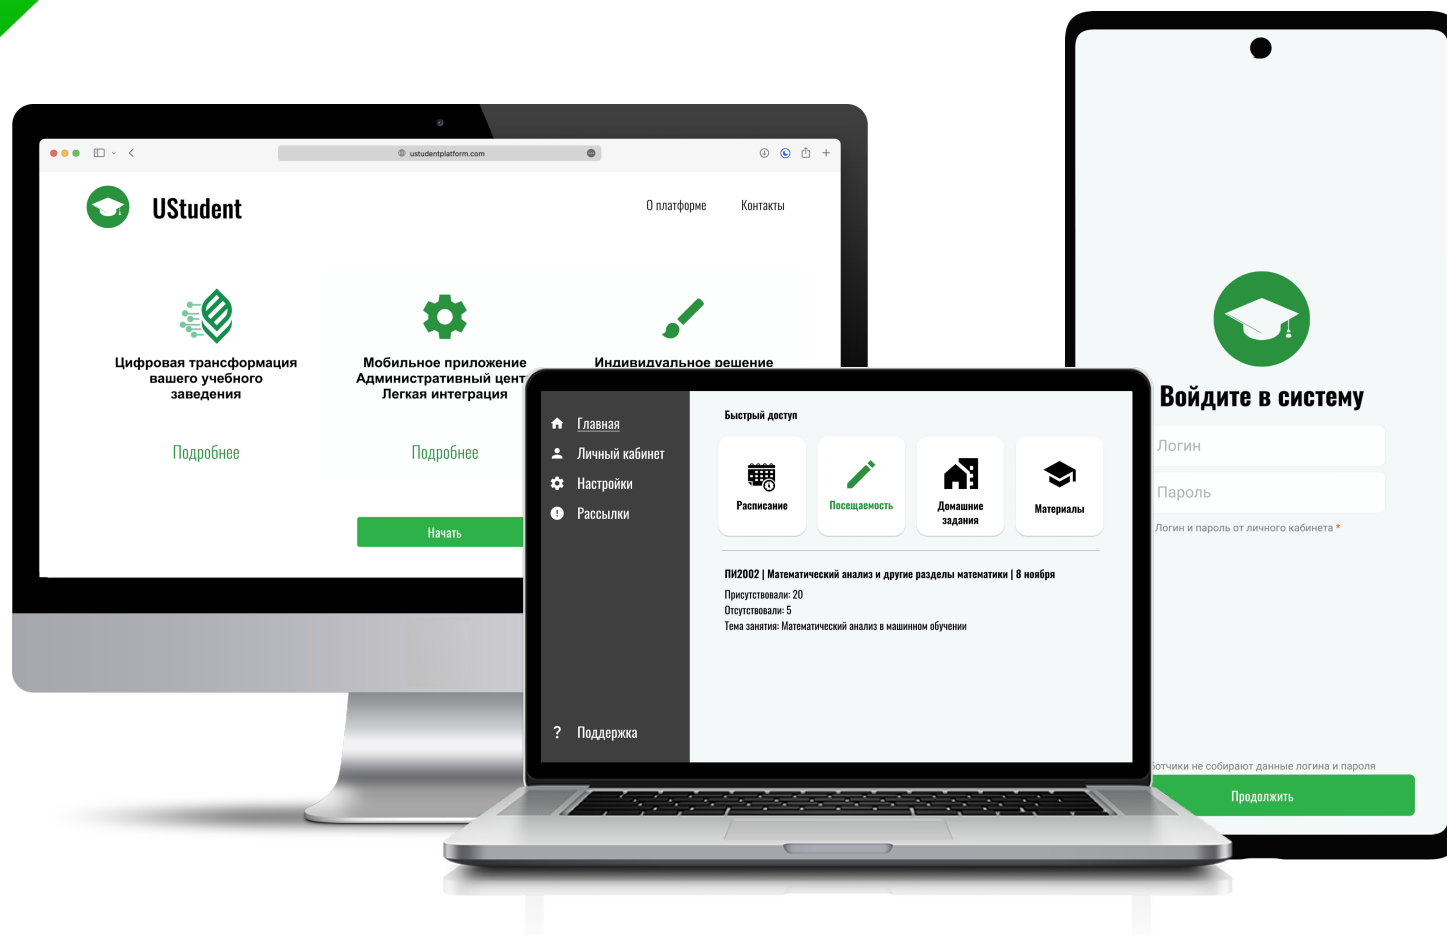 ustudentplatform.com
UStudent
О платформе
Контакты
Цифровая трансформация
вашего учебного
заведения
Подробнее
Мобильное приложение
Административный цент
Легкая интеграция
Подробнее
Индивидуальное решение
Начать
Главная
Личный кабинет
Настройки
Рассылки
? Поддержка
Быстрый доступ
Расписание
Посещаемость
Домашние
задания
Материалы
ПИ2002 | Математический анализ и другие разделы математики | 8 ноября
Присутствовали: 20
Отсутствовали: 5
Тема занятия: Математический анализ в машинном обучении
Войдите в систему
Логин
Пароль
Логин и пароль от личного кабинета *
ботчики не собирают данные логина и пароля
Продолжить